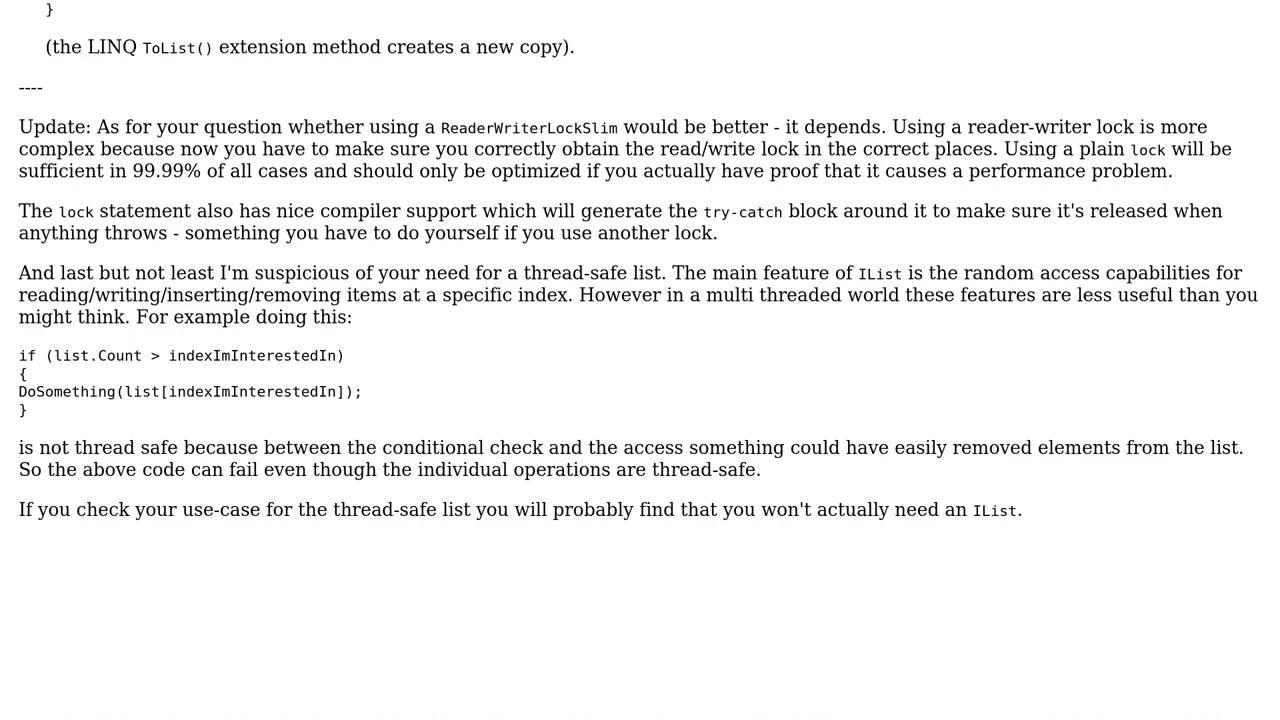 }
(the LINQ ToList() extension method creates a new copy).
----
Update: As for your question whether using a ReaderWriterLockSlim would be better - it depends. Using a reader-writer lock is more
complex because now you have to make sure you correctly obtain the read/write lock in the correct places. Using a plain lock will be
sufficient in 99.99% of all cases and should only be optimized if you actually have proof that it causes a performance problem.
The lock statement also has nice compiler support which will generate the try-catch block around it to make sure it's released when
anything throws - something you have to do yourself if you use another lock.
And last but not least I'm suspicious of your need for a thread-safe list. The main feature of IList is the random access capabilities for
reading/writing/inserting/removing items at a specific index. However in a multi threaded world these features are less useful than you
might think. For example doing this:
if (list.Count > indexImInterestedIn)
{
DoSomething(list[indexImInterestedIn]);
}
is not thread safe because between the conditional check and the access something could have easily removed elements from the list.
So the above code can fail even though the individual operations are thread-safe.
If you check your use-case for the thread-safe list you will probably find that you won't actually need an IList.